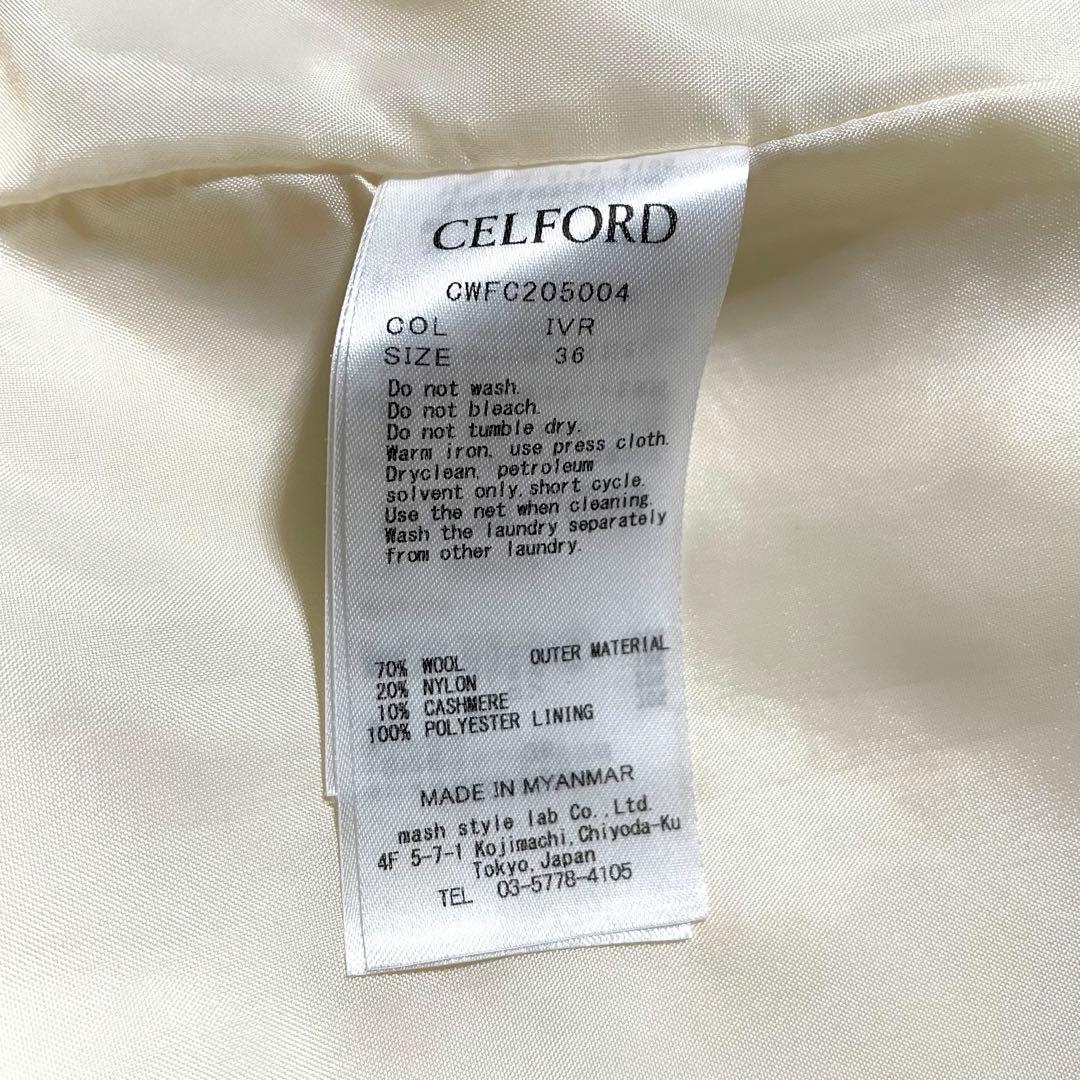 CELFORD
CWFC205004
COL IVR
SIZE 36
Do not wash.
Do not bleach.
Do not tumble dry.
Warm iron, use press cloth.
Dryclean, petroleum
solvent only, short cycle.
Use the net when cleaning.
Wash the laundry separately
from other laundry.
70% WOOL OUTER MATERIAL
20% NYLON
10% CASHMERE
100% POLYESTER LINING
MADE IN MYANMAR
mash style lab Co.,Ltd.
4F 5-7-1 Kojimachi, Chiyoda-Ku
Tokyo, Japan
TEL 03-5778-4105